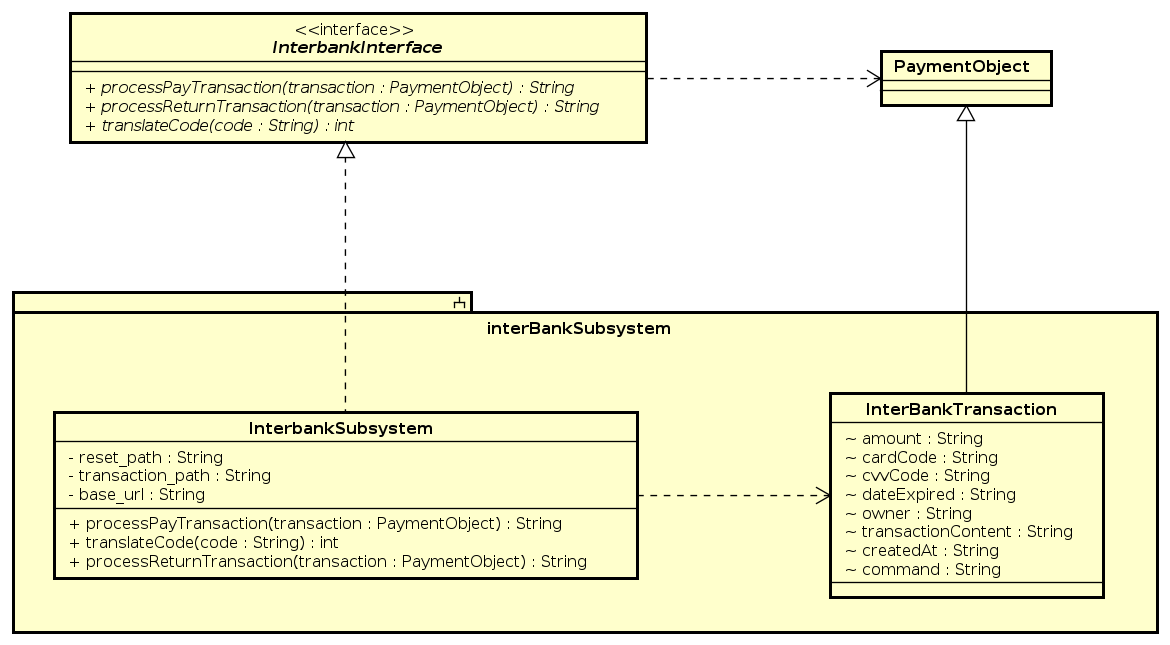 <<interface>>
InterbankInterface
+ processPayTransaction(transaction : PaymentObject) : String
+ processReturnTransaction(transaction : PaymentObject) : String
+ translateCode(code : String) : int
PaymentObject
interBankSubsystem
InterbankSubsystem
- reset_path : String
- transaction_path : String
- base_url : String
+ processPayTransaction(transaction : PaymentObject) : String
+ translateCode(code : String) : int
+ processReturnTransaction(transaction : PaymentObject) : String
InterBankTransaction
~ amount : String
~ cardCode : String
~ cvvCode : String
~ dateExpired : String
~ owner : String
~ transactionContent : String
~ createdAt : String
~ command : String